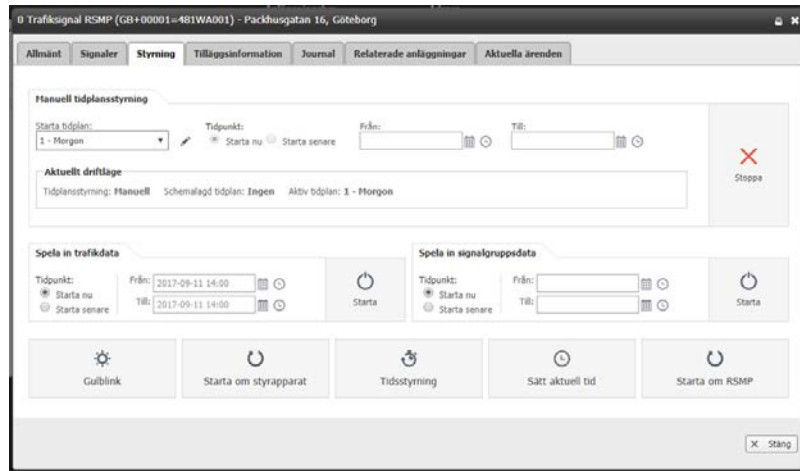 0 Trafiksignal RSMP (GB+00001=481WA001) - Packhusgatan 16, Göteborg
Allmänt Signaler Styrning Tilläggsinformation Journal Relaterade anläggningar Aktuella ärenden
Manuell tidplansstyrning
Starta tidplan: Tidpunkt: Från: Till:
1 - Morgon Starta nu Starta senare
Stoppa
Aktuellt driftläge
Tidplansstyrning: Manuell Schemalagd tidplan: Ingen Aktiv tidplan: 1 - Morgon
Spela in trafikdata
Tidpunkt: Från: 2017-09-11 14:00
Starta nu
Till: 2017-09-11 14:00
Starta senare
Starta
Spela in signalgruppsdata
Tidpunkt: Från:
Starta nu
Till:
Starta senare
Starta
Gulblink Starta om styrapparat Tidsstyrning Sätt aktuell tid Starta om RSMP
Stäng